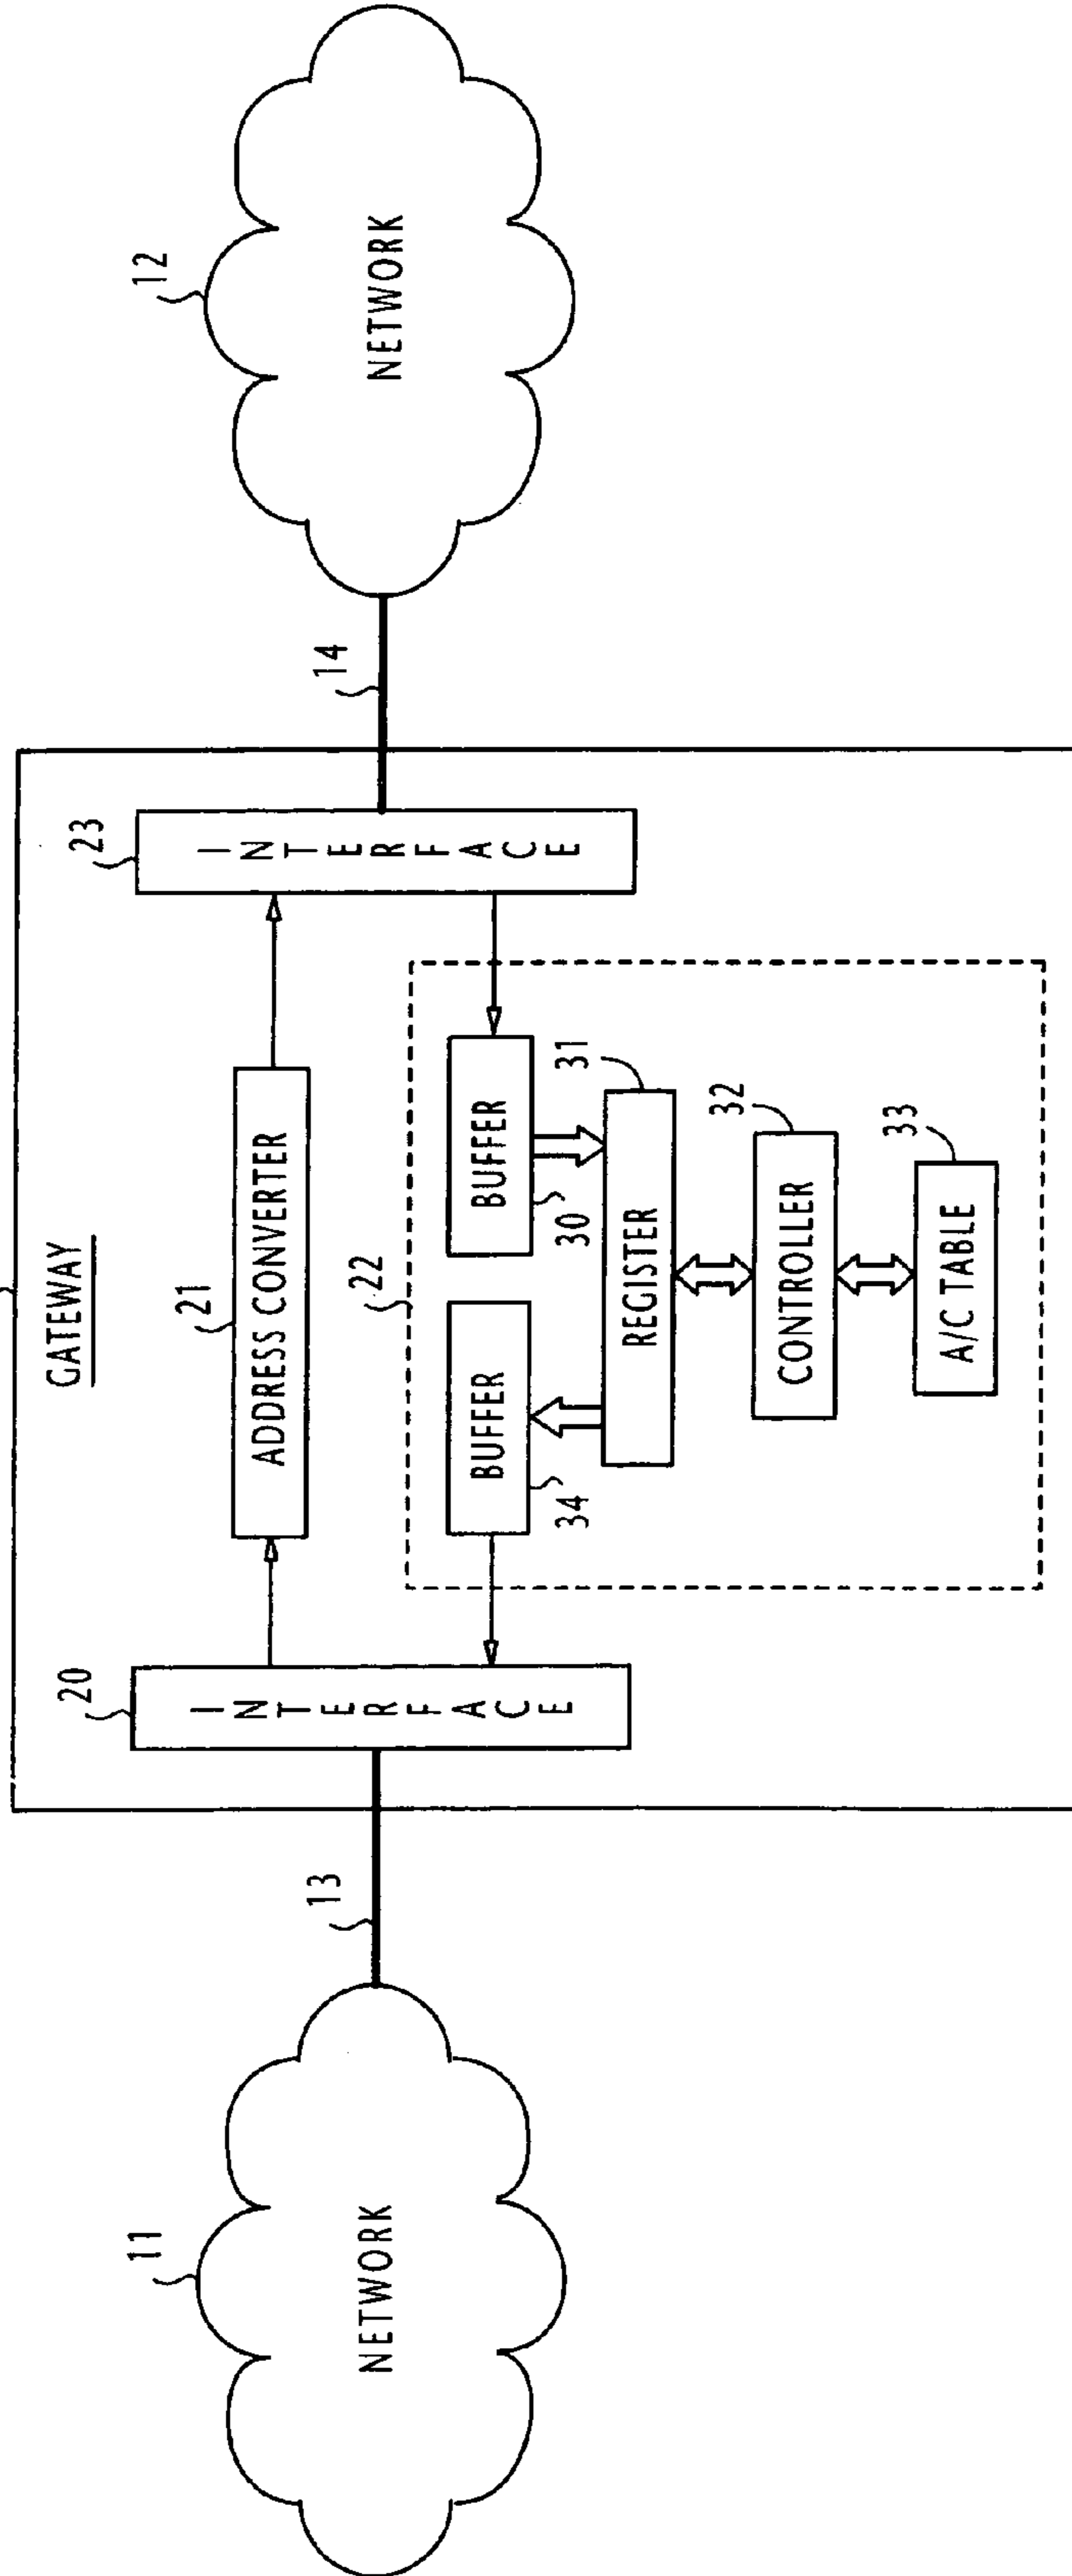 GATEWAY
11
NETWORK
13
20
INTERFACE
21
ADDRESS CONVERTER
23
INTERFACE
14
12
NETWORK
22
BUFFER
34
BUFFER
30
REGISTER
31
CONTROLLER
32
A/C TABLE
33